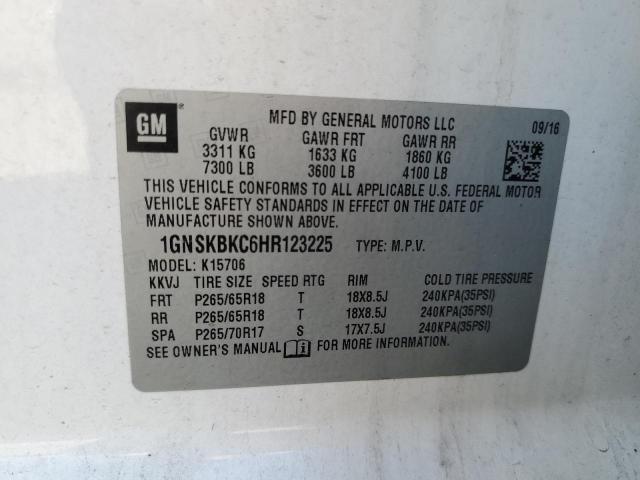 GM
MFD BY GENERAL MOTORS LLC 09/16
GVWR GAWR FRT GAWR RR
3311 KG 1633 KG 1860 KG
7300 LB 3600 LB 4100 LB
THIS VEHICLE CONFORMS TO ALL APPLICABLE U.S. FEDERAL MOTOR
VEHICLE SAFETY STANDARDS IN EFFECT ON THE DATE OF
MANUFACTURE SHOWN ABOVE.
1GNSKBKC6HR123225 TYPE: M.P.V.
MODEL: K15706
KKVJ TIRE SIZE SPEED RTG RIM COLD TIRE PRESSURE
FRT P265/65R18 T 18X8.5J 240KPA(35PSI)
RR P265/65R18 T 18X8.5J 240KPA(35PSI)
SPA P265/70R17 S 17X7.5J 240KPA(35PSI)
SEE OWNER'S MANUAL FOR MORE INFORMATION.